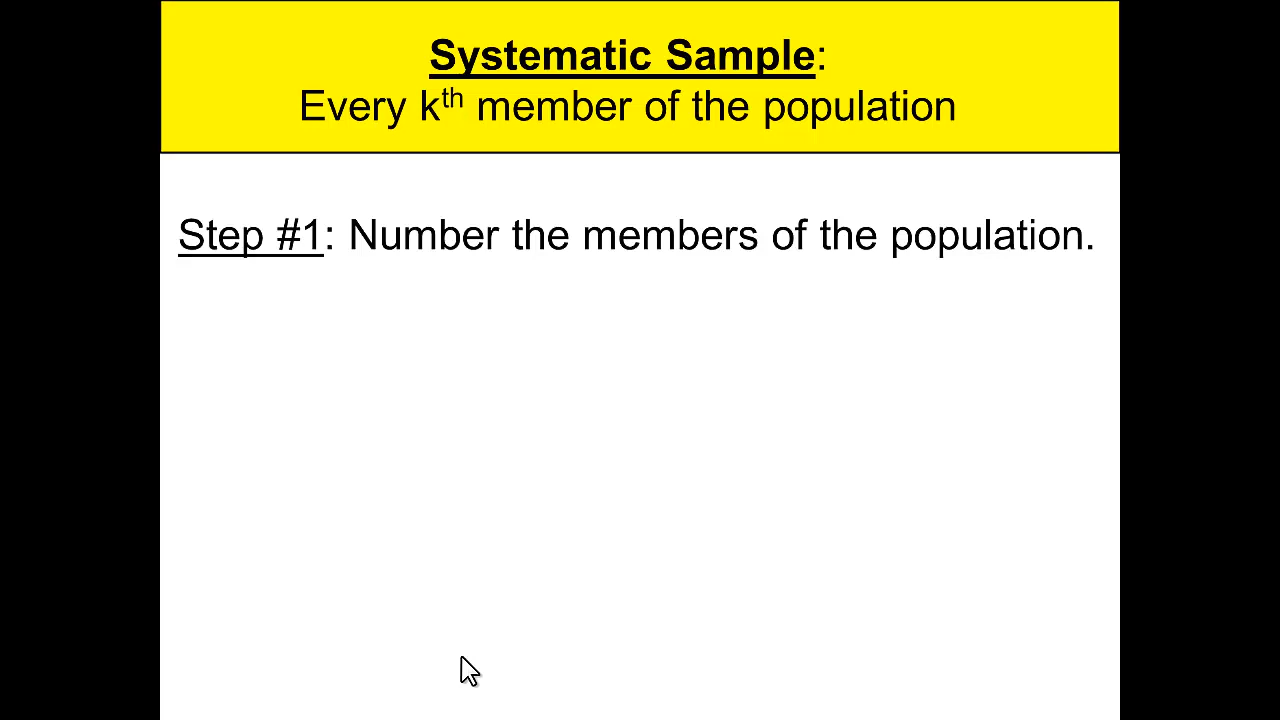 Systematic Sample:
Every kth member of the population
Step #1: Number the members of the population.